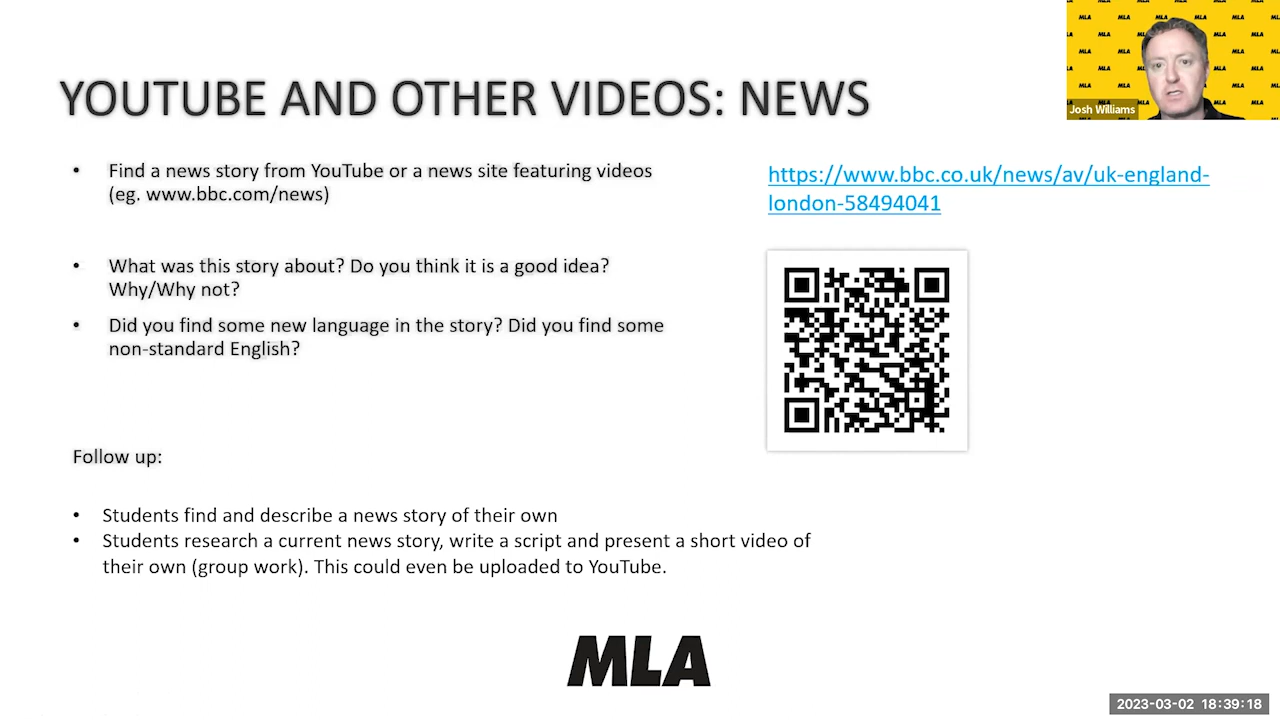 YOUTUBE AND OTHER VIDEOS: NEWS
• Find a news story from YouTube or a news site featuring videos
(eg. www.bbc.com/news)
• What was this story about? Do you think it is a good idea?
Why/Why not?
• Did you find some new language in the story? Did you find some
non-standard English?
Follow up:
• Students find and describe a news story of their own
• Students research a current news story, write a script and present a short video of
their own (group work). This could even be uploaded to YouTube.
https://www.bbc.co.uk/news/av/uk-england-
london-58494041
MLA
Josh Williams
2023-03-02 18:39:18